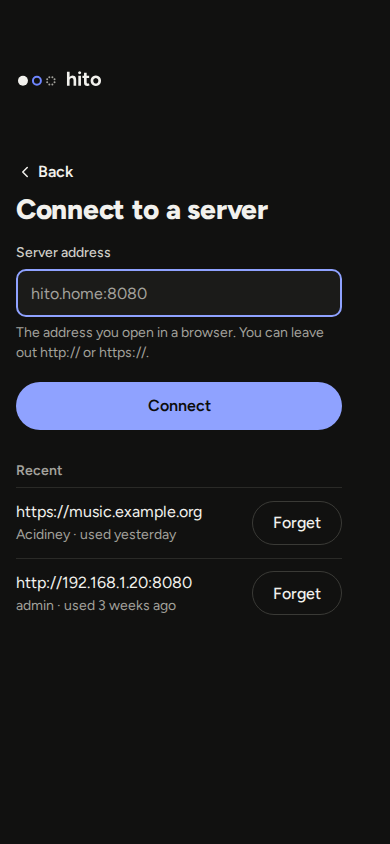 hito
Back
Connect to a server
Server address
hito.home:8080
The address you open in a browser. You can leave
out http:// or https://.
Connect
Recent
https://music.example.org
Acidiney · used yesterday
Forget
http://192.168.1.20:8080
admin · used 3 weeks ago
Forget